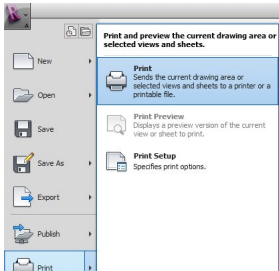 A
New
Open
Save
Save As
Export
Publish
Print
Print and preview the current drawing area or
selected views and sheets.
Print
Sends the current drawing area or
selected views and sheets to a printer or a
printable file.
Print Preview
Displays a preview version of the current
view or sheet to print.
Print Setup
Specifies print options.